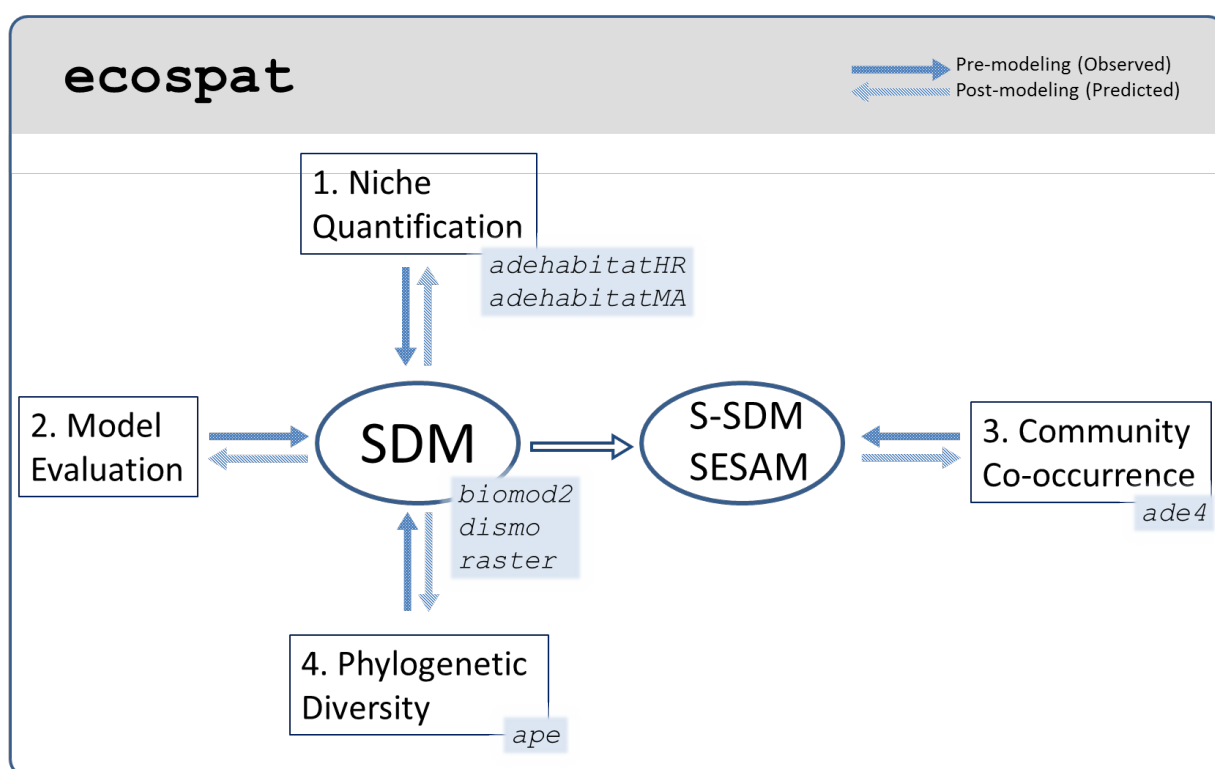 ecospat
Pre-modeling (Observed)
Post-modeling (Predicted)
1. Niche
Quantification
adehabitatHR
adehabitatMA
2. Model
Evaluation
SDM
biomod2
dismo
raster
S-SDM
SESAM
3. Community
Co-occurrence
ade4
4. Phylogenetic
Diversity
ape